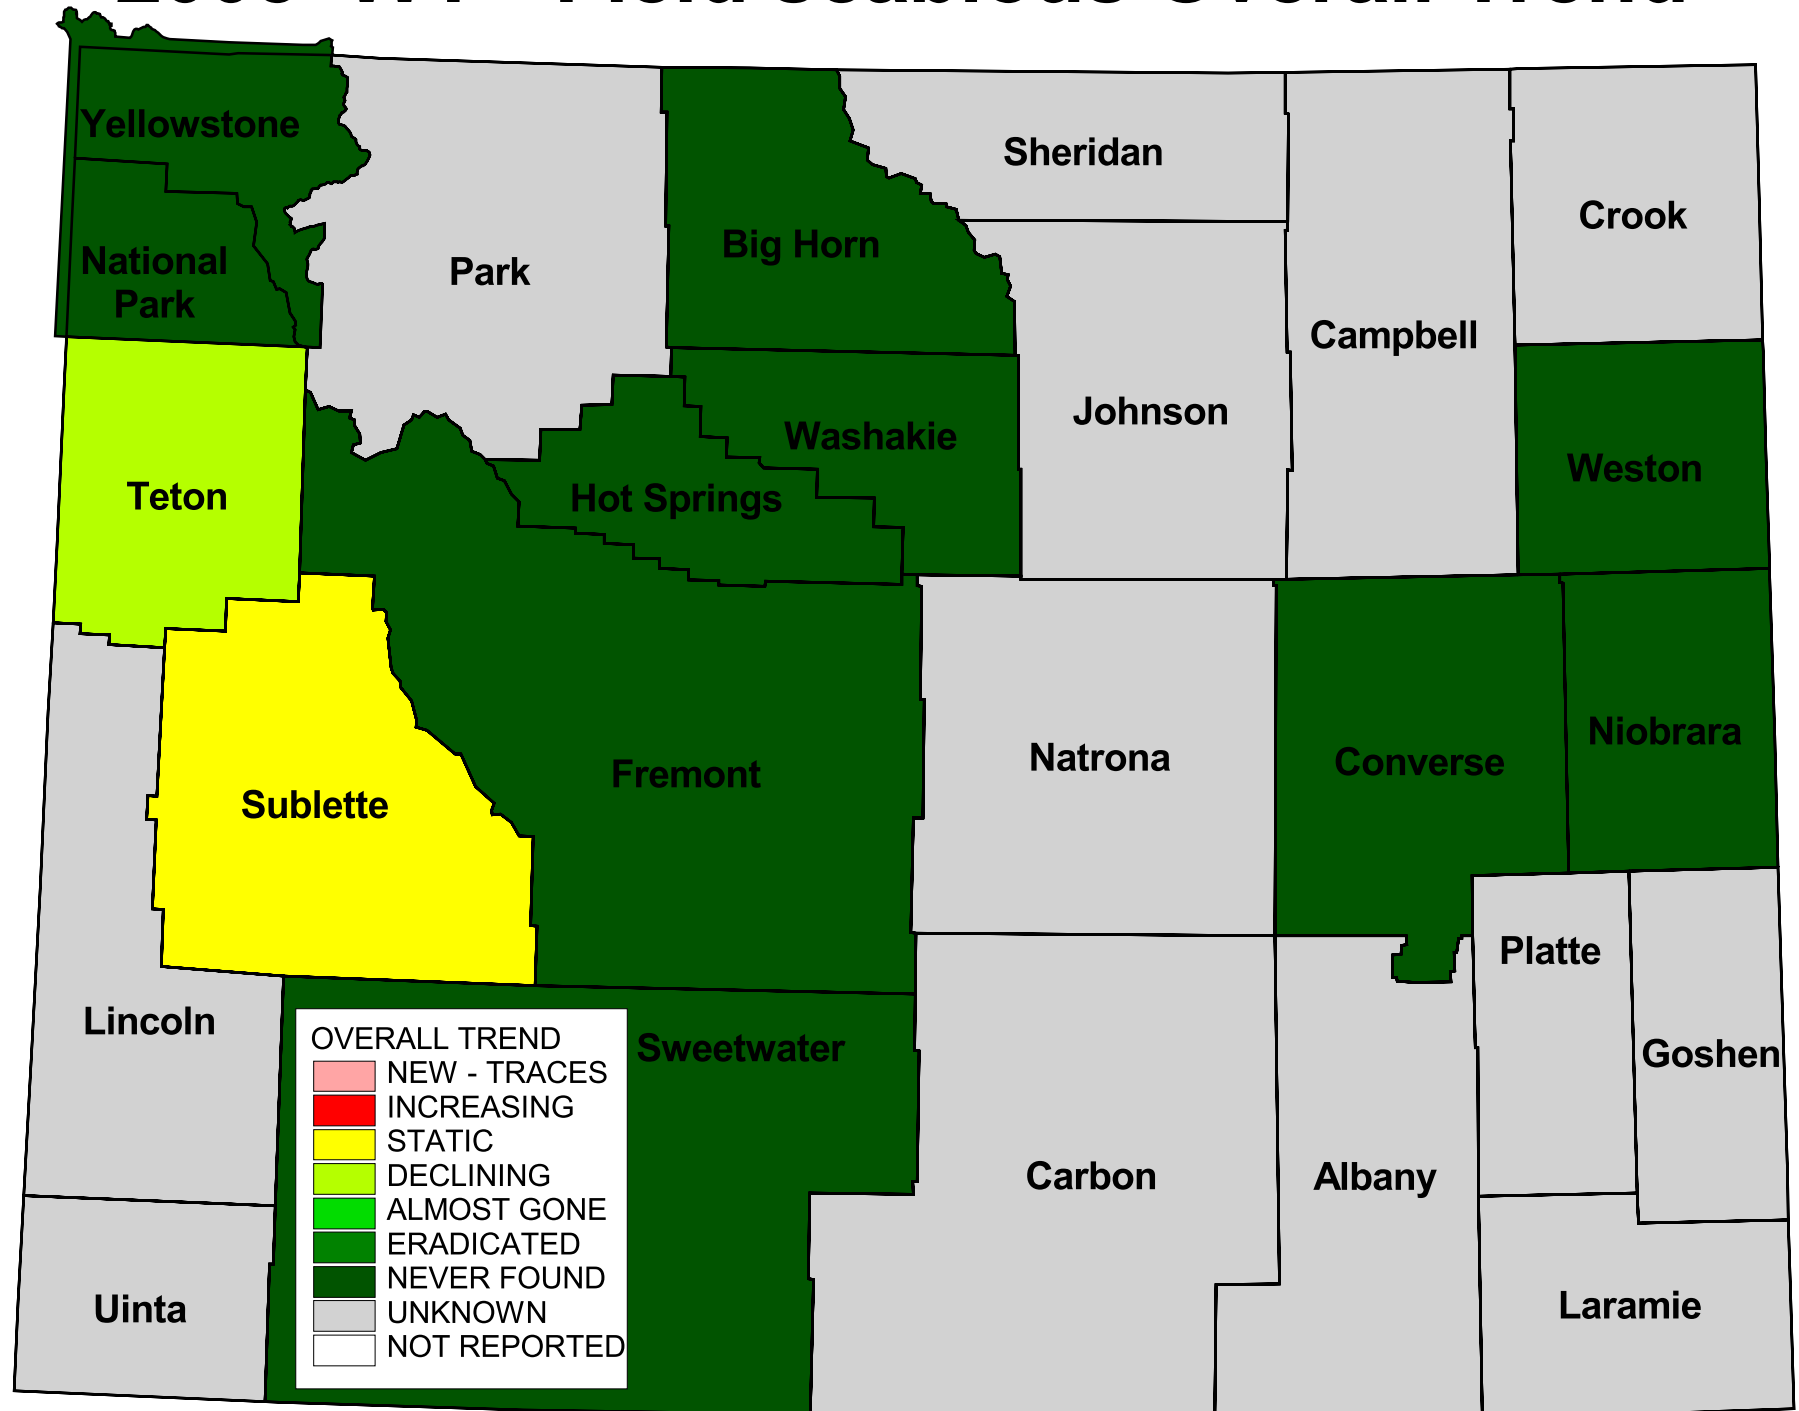 Yellowstone
National
Park
Park
Big Horn
Sheridan
Crook
Campbell
Johnson
Washakie
Hot Springs
Weston
Teton
Sublette
Fremont
Natrona
Converse
Niobrara
Platte
Goshen
Lincoln
Sweetwater
Carbon
Albany
Uinta
Laramie
OVERALL TREND
NEW - TRACES
INCREASING
STATIC
DECLINING
ALMOST GONE
ERADICATED
NEVER FOUND
UNKNOWN
NOT REPORTED